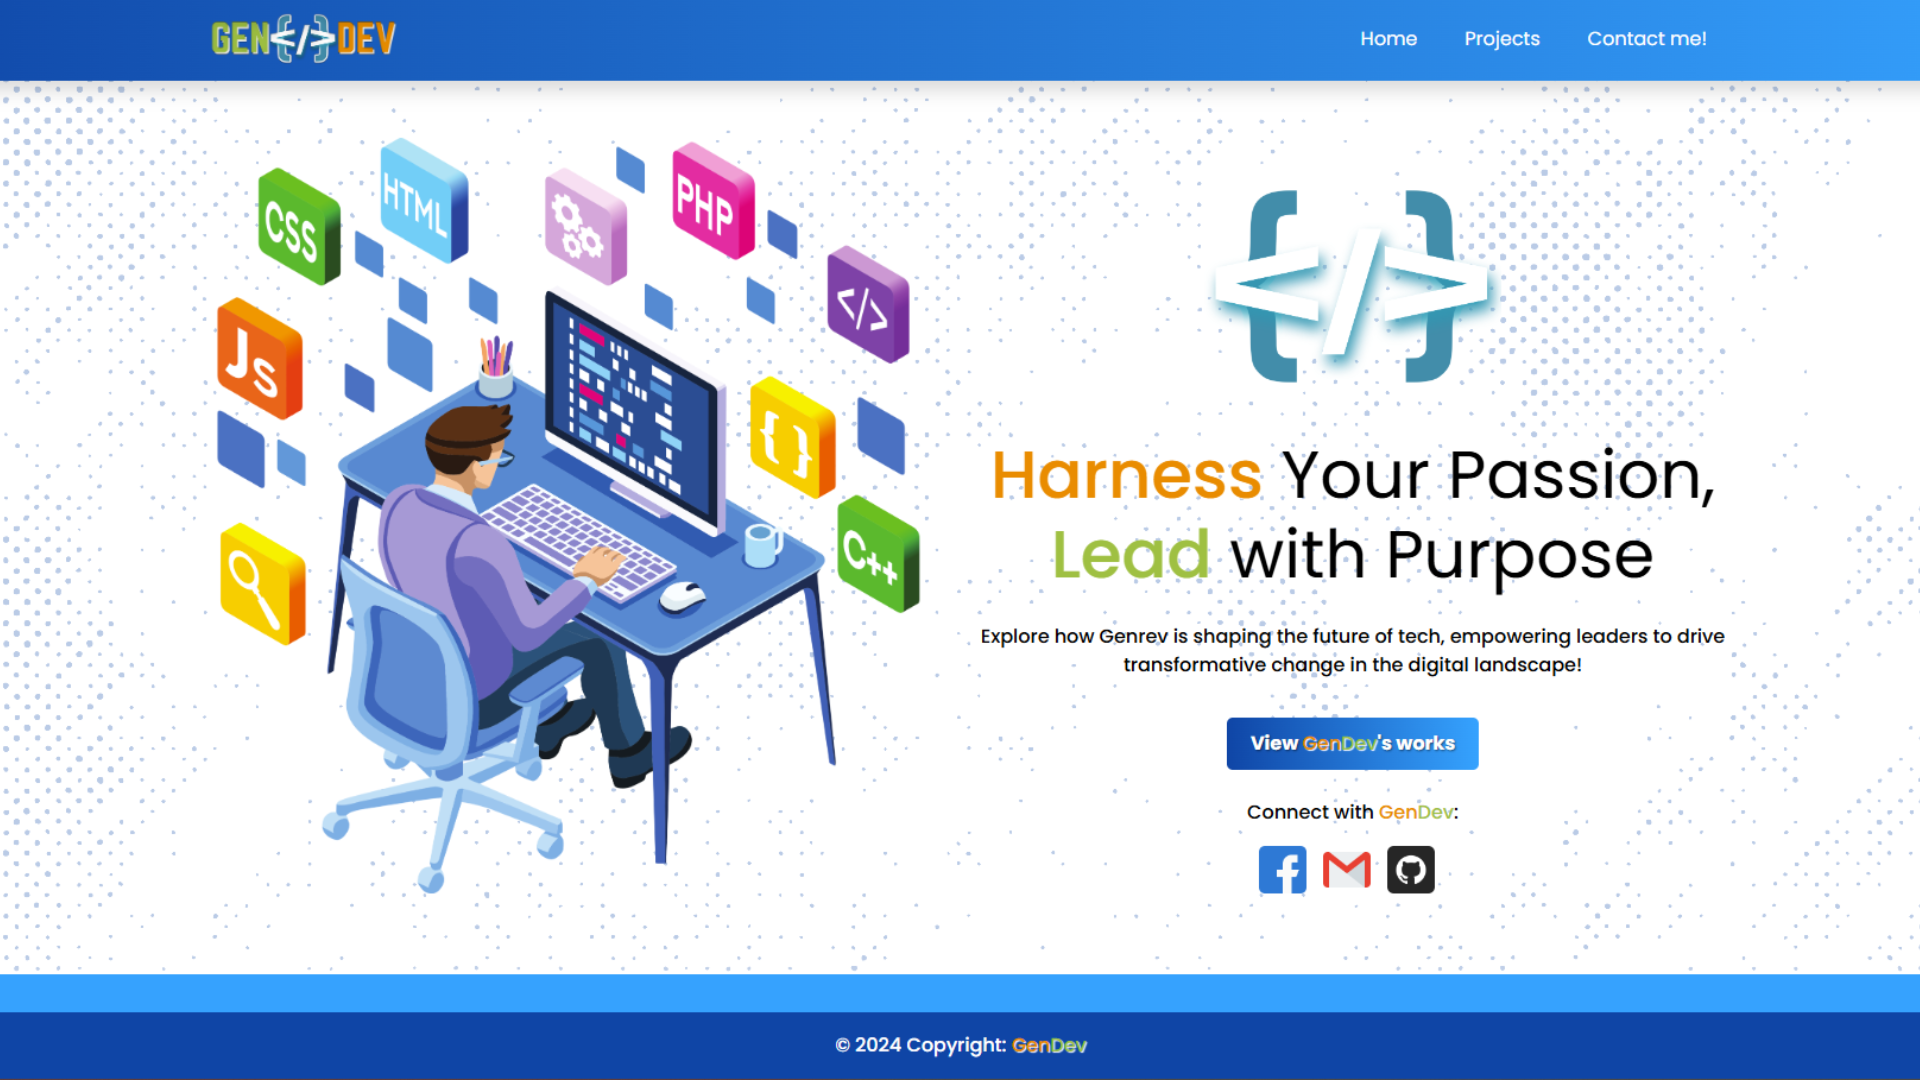 GEN{</>}DEV
Home Projects Contact me!
CSS
HTML
PHP
</>
Js
{ }
C++
{</>}
Harness Your Passion,
Lead with Purpose
Explore how Genrev is shaping the future of tech, empowering leaders to drive
transformative change in the digital landscape!
View GenDev's works
Connect with GenDev:
© 2024 Copyright: GenDev